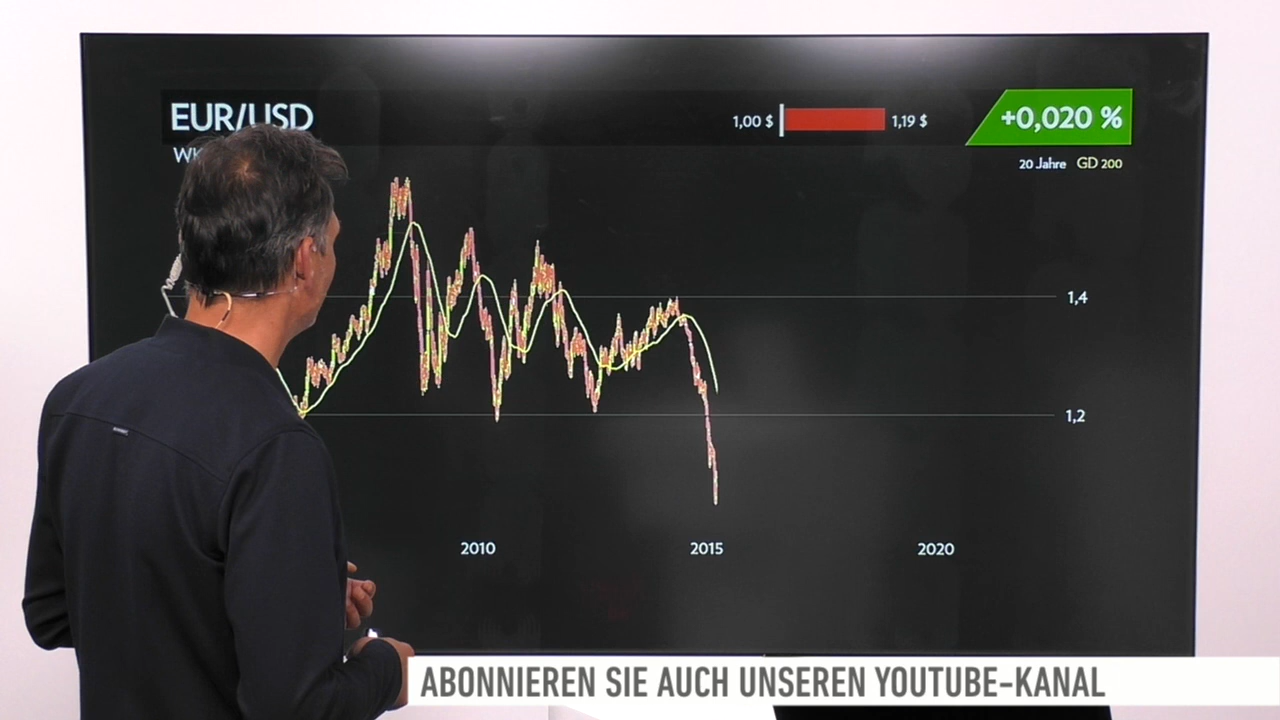 EUR/USD
1,00 $
1,19 $
+0,020 %
WK
20 Jahre GD 200
1,4
1,2
2010
2015
2020
ABONNIEREN SIE AUCH UNSEREN YOUTUBE-KANAL